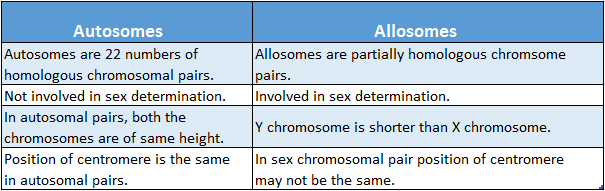 Autosomes Allosomes
Autosomes are 22 numbers of
homologous chromosomal pairs.
Allosomes are partially homologous chromsome
pairs.
Not involved in sex determination. Involved in sex determination.
In autosomal pairs, both the
chromosomes are of same height.
Y chromosome is shorter than X chromosome.
Position of centromere is the same
in autosomal pairs.
In sex chromosomal pair position of centromere
may not be the same.